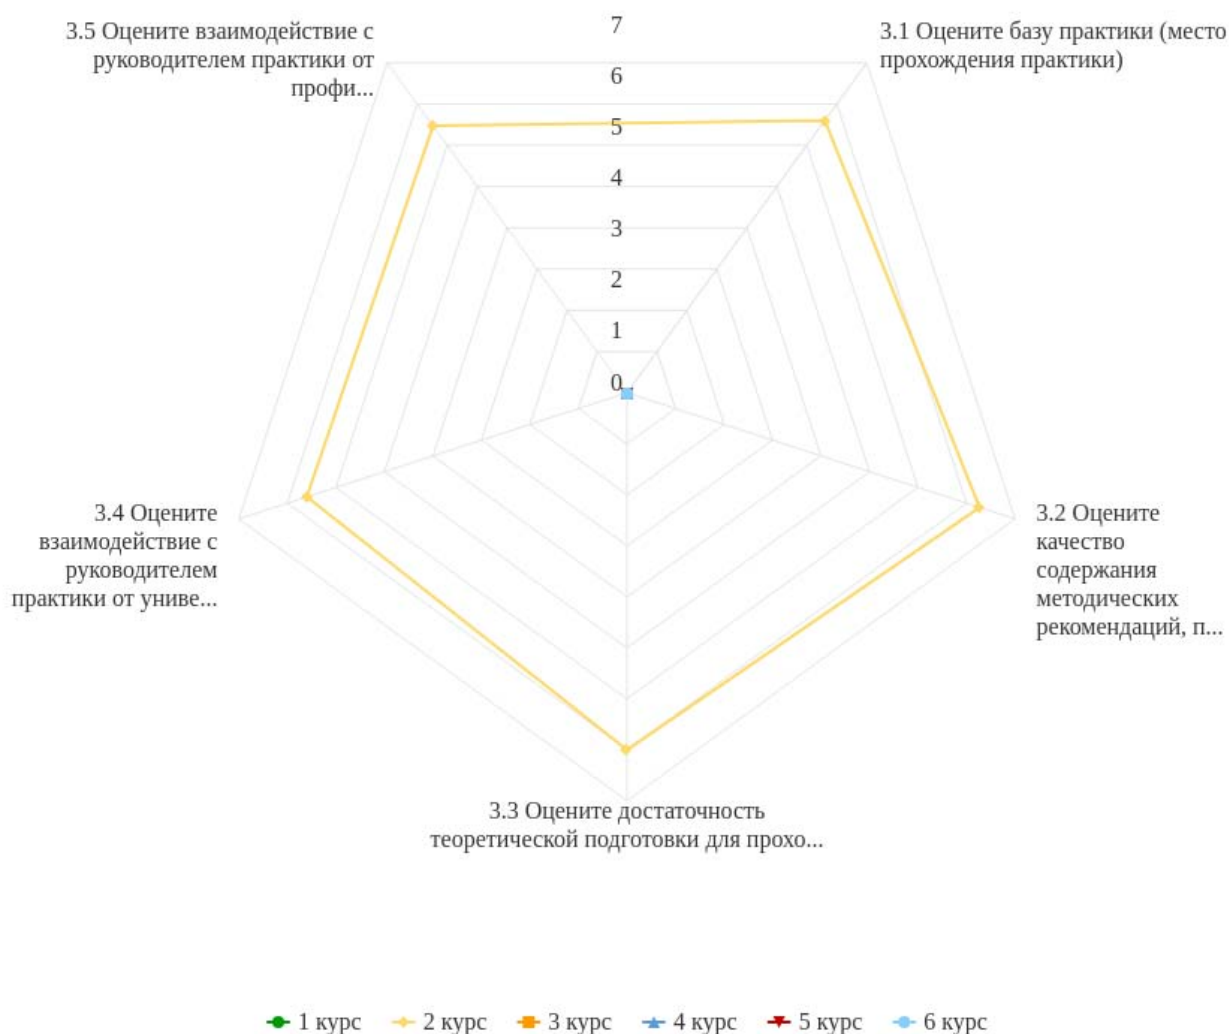 3.5 Оцените взаимодействие с
руководителем практики от
профи...
7
6
5
4
3
2
1
0
3.1 Оцените базу практики (место
прохождения практики)
3.4 Оцените
взаимодействие с
руководителем
практики от униве...
3.2 Оцените
качество
содержания
методических
рекомендаций, п...
3.3 Оцените достаточность
теоретической подготовки для прохо...
1 курс 2 курс 3 курс 4 курс 5 курс 6 курс